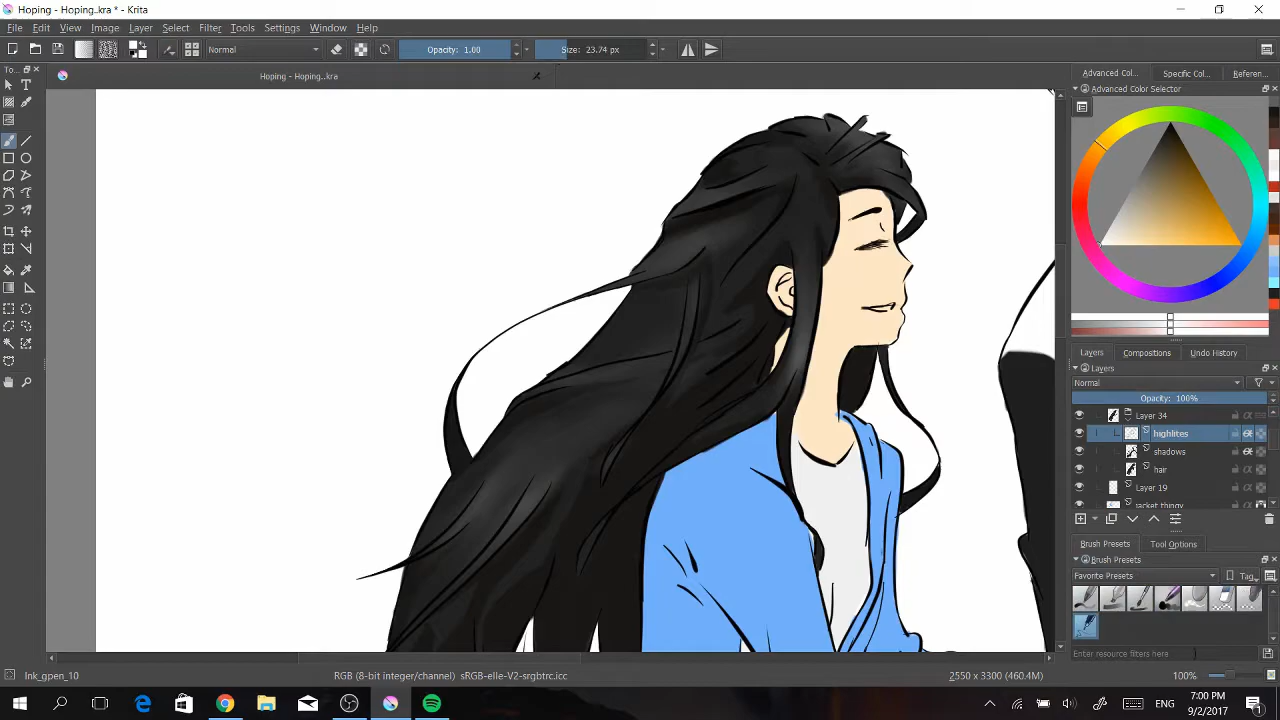 Hoping - Hoping..kra * - Krita
File Edit View Image Layer Select Filter Tools Settings Window Help
Normal Opacity: 1.00 Size: 23.74 px
To...
Hoping - Hoping..kra
Advanced Col... Specific Col... Referen...
Advanced Color Selector
Layers Compositions Undo History
Layers
Normal
Opacity: 100%
Layer 34
highlites
shadows
hair
Layer 19
jacket thingy
Brush Presets Tool Options
Brush Presets
Favorite Presets Tag
Enter resource filters here
Ink_gpen_10 RGB (8-bit integer/channel) sRGB-elle-V2-srgbtrc.icc 2550 x 3300 (460.4M) 100%
ENG 7:00 PM
9/2/2017